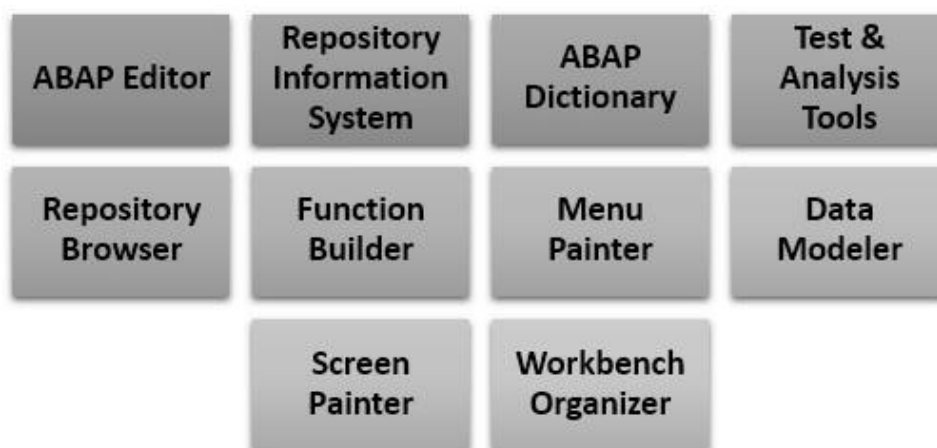 ABAP Editor
Repository
Information
System
ABAP
Dictionary
Test &
Analysis
Tools
Repository
Browser
Function
Builder
Menu
Painter
Data
Modeler
Screen
Painter
Workbench
Organizer